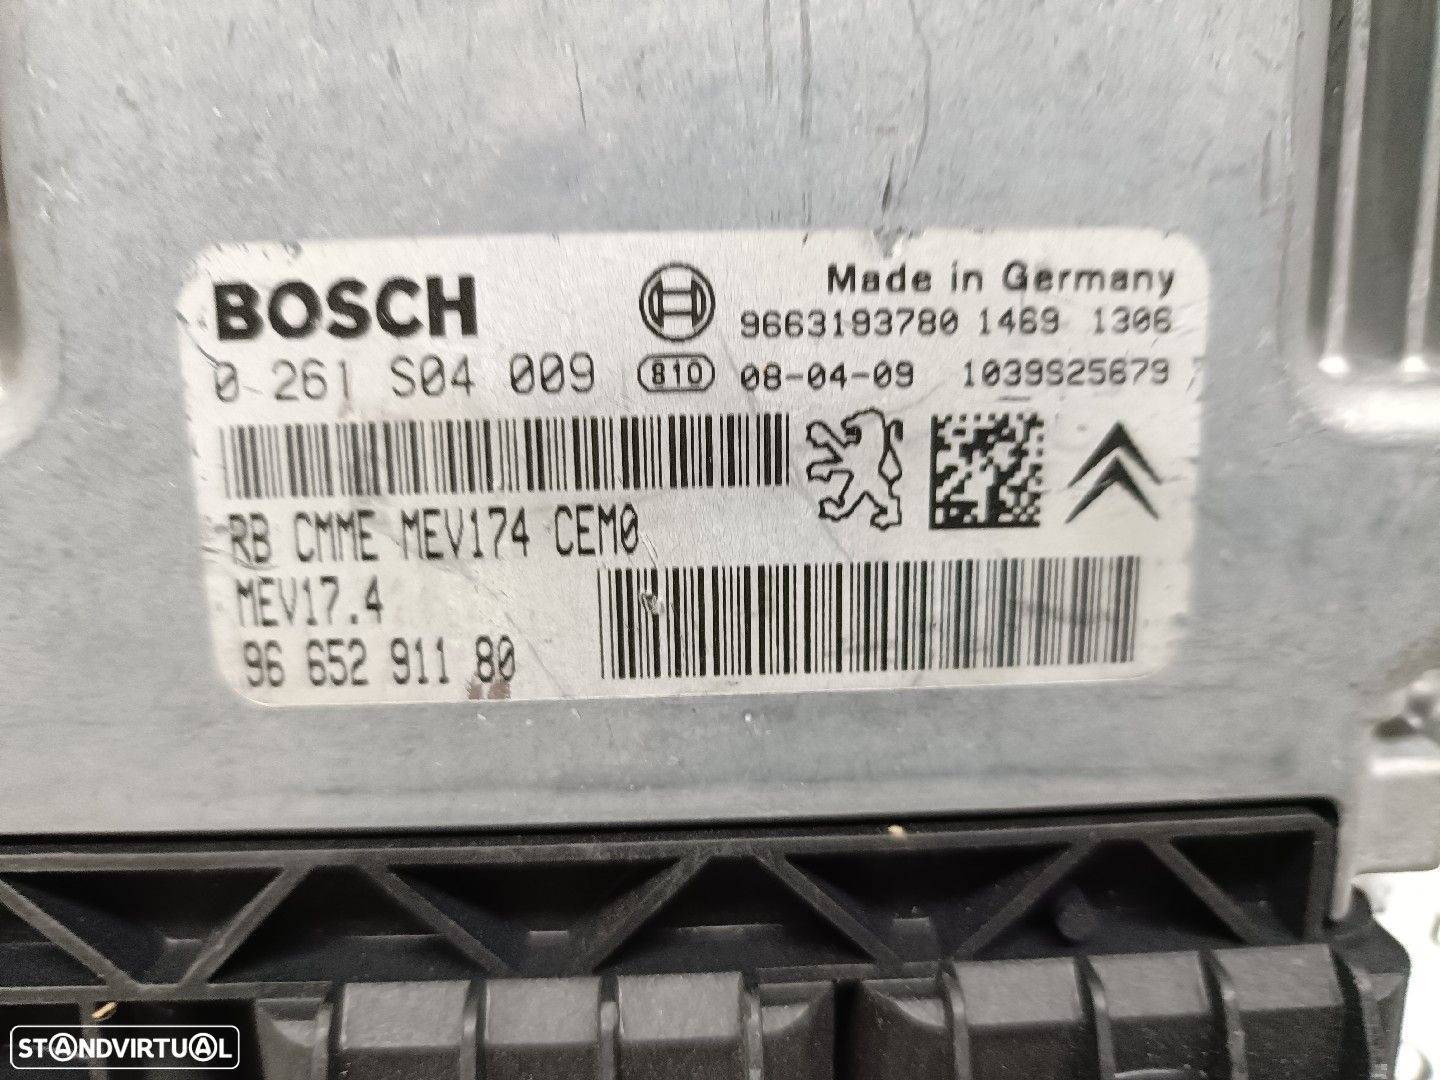 BOSCH
Made in Germany
9663193780 1469 1306
0 261 S04 009
810
08-04-09 1039S25679
RB CMME MEV174 CEM0
MEV17.4
96 652 911 80
STANDVIRTUAL